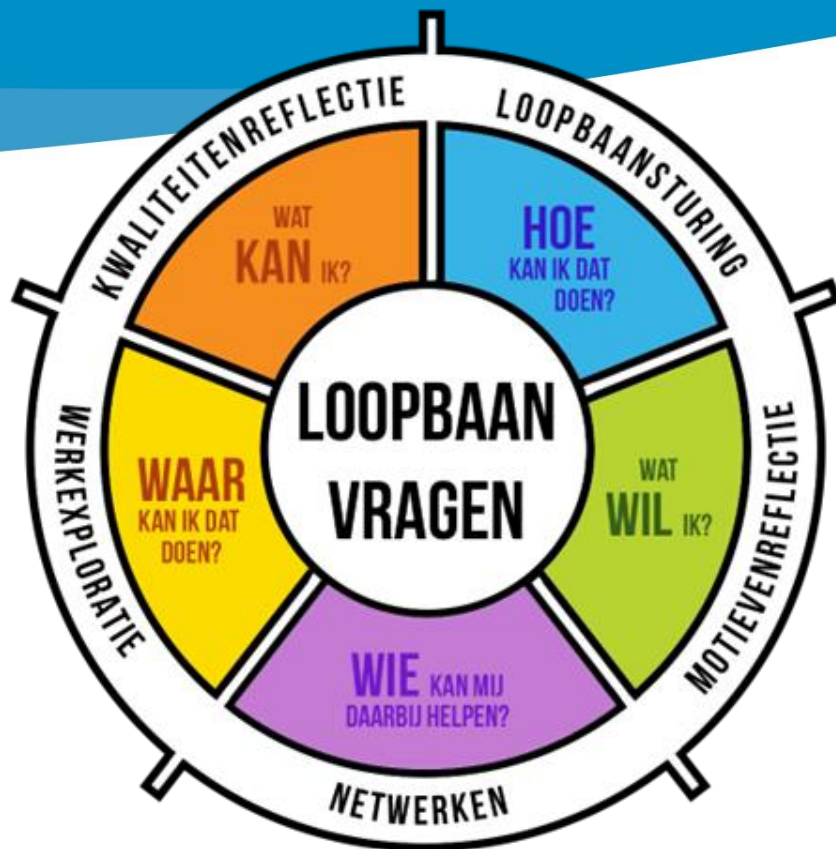 LOOPBAAN
VRAGEN
KWALITEITENREFLECTIE
WAT
KAN IK?
LOOPBAANSTURING
HOE
KAN IK DAT
DOEN?
MOTIEVENREFLECTIE
WAT
WIL IK?
NETWERKEN
WIE KAN MIJ
DAARBIJ HELPEN?
WERKEXPLORATIE
WAAR
KAN IK DAT
DOEN?